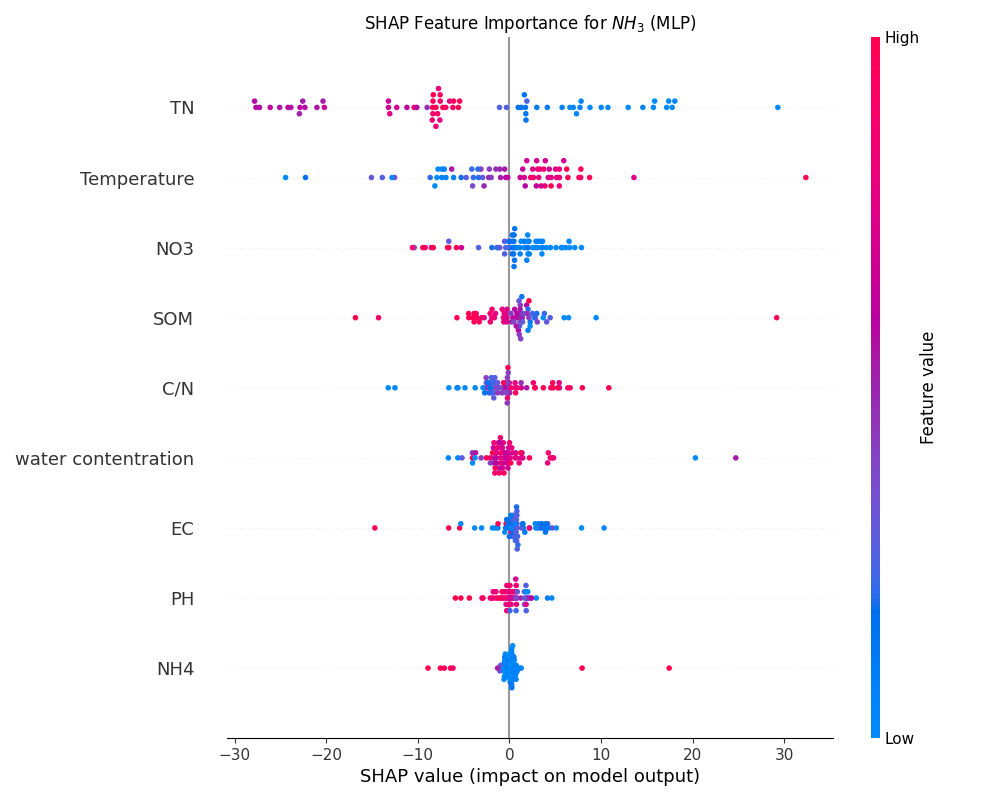 SHAP Feature Importance for NH₃ (MLP)
High
TN
Temperature
NO3
SOM
C/N
water contentration
EC
PH
NH4
Feature value
Low
−30 −20 −10 0 10 20 30
SHAP value (impact on model output)